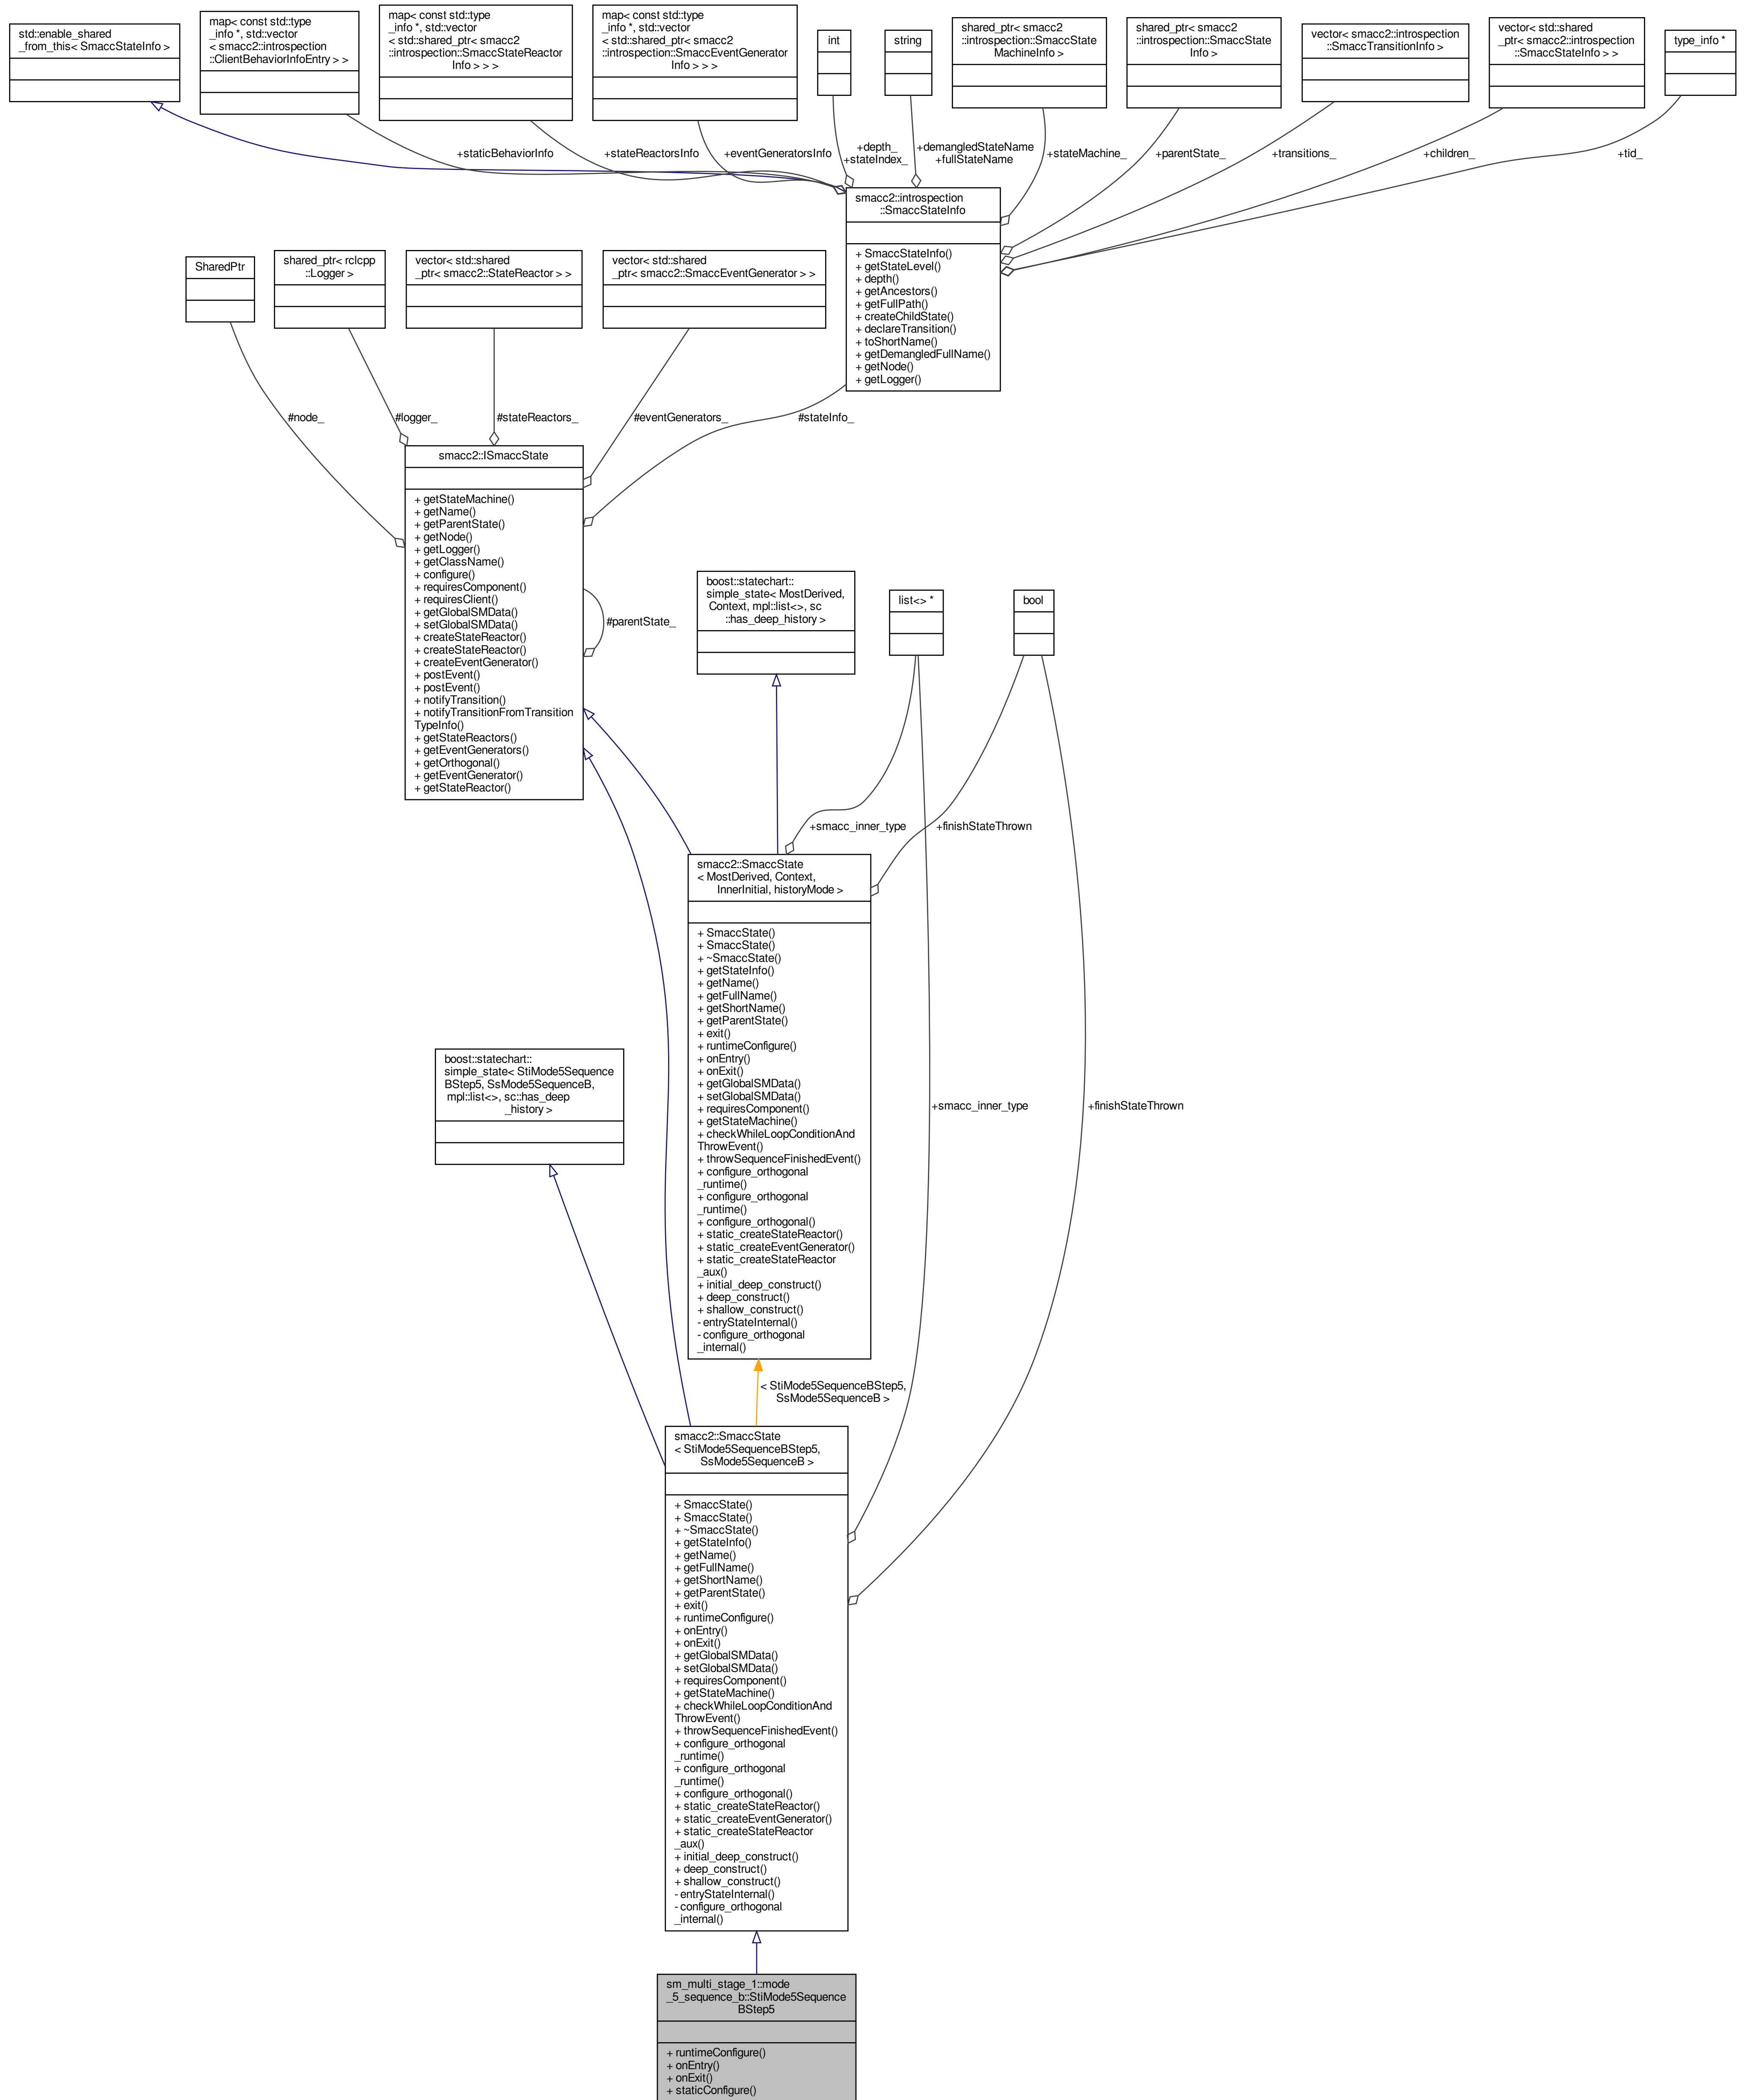 std::enable_shared
_from_this< SmaccStateInfo >
map< const std::type
_info *, std::vector
< smacc2::introspection
::ClientBehaviorInfoEntry > >
map< const std::type
_info *, std::vector
< std::shared_ptr< smacc2
::introspection::SmaccStateReactor
Info > > >
map< const std::type
_info *, std::vector
< std::shared_ptr< smacc2
::introspection::SmaccEventGenerator
Info > > >
int
string
shared_ptr< smacc2
::introspection::SmaccState
MachineInfo >
shared_ptr< smacc2
::introspection::SmaccState
Info >
vector< smacc2::introspection
::SmaccTransitionInfo >
vector< std::shared
_ptr< smacc2::introspection
::SmaccStateInfo > >
type_info *
+staticBehaviorInfo
+stateReactorsInfo
+eventGeneratorsInfo
+depth_
+stateIndex_
+demangledStateName
+fullStateName
+stateMachine_
+parentState_
+transitions_
+children_
+tid_
smacc2::introspection
::SmaccStateInfo
+ SmaccStateInfo()
+ getStateLevel()
+ depth()
+ getAncestors()
+ getFullPath()
+ createChildState()
+ declareTransition()
+ toShortName()
+ getDemangledFullName()
+ getNode()
+ getLogger()
SharedPtr
shared_ptr< rclcpp
::Logger >
vector< std::shared
_ptr< smacc2::StateReactor > >
vector< std::shared
_ptr< smacc2::SmaccEventGenerator > >
#node_
#logger_
#stateReactors_
#eventGenerators_
#stateInfo_
smacc2::ISmaccState
+ getStateMachine()
+ getName()
+ getParentState()
+ getNode()
+ getLogger()
+ getClassName()
+ configure()
+ requiresComponent()
+ requiresClient()
+ getGlobalSMData()
+ setGlobalSMData()
+ createStateReactor()
+ createStateReactor()
+ createEventGenerator()
+ postEvent()
+ postEvent()
+ notifyTransition()
+ notifyTransitionFromTransition
TypeInfo()
+ getStateReactors()
+ getEventGenerators()
+ getOrthogonal()
+ getEventGenerator()
+ getStateReactor()
#parentState_
boost::statechart::
simple_state< MostDerived,
Context, mpl::list<>, sc
::has_deep_history >
list<> *
bool
+smacc_inner_type
+finishStateThrown
smacc2::SmaccState
< MostDerived, Context,
InnerInitial, historyMode >
+ SmaccState()
+ SmaccState()
+ ~SmaccState()
+ getStateInfo()
+ getName()
+ getFullName()
+ getShortName()
+ getParentState()
+ exit()
+ runtimeConfigure()
+ onEntry()
+ onExit()
+ getGlobalSMData()
+ setGlobalSMData()
+ requiresComponent()
+ getStateMachine()
+ checkWhileLoopConditionAnd
ThrowEvent()
+ throwSequenceFinishedEvent()
+ configure_orthogonal
_runtime()
+ configure_orthogonal
_runtime()
+ configure_orthogonal()
+ static_createStateReactor()
+ static_createEventGenerator()
+ static_createStateReactor
_aux()
+ initial_deep_construct()
+ deep_construct()
+ shallow_construct()
- entryStateInternal()
- configure_orthogonal
_internal()
boost::statechart::
simple_state< StiMode5Sequence
BStep5, SsMode5SequenceB,
mpl::list<>, sc::has_deep
_history >
+smacc_inner_type
+finishStateThrown
< StiMode5SequenceBStep5,
SsMode5SequenceB >
smacc2::SmaccState
< StiMode5SequenceBStep5,
SsMode5SequenceB >
+ SmaccState()
+ SmaccState()
+ ~SmaccState()
+ getStateInfo()
+ getName()
+ getFullName()
+ getShortName()
+ getParentState()
+ exit()
+ runtimeConfigure()
+ onEntry()
+ onExit()
+ getGlobalSMData()
+ setGlobalSMData()
+ requiresComponent()
+ getStateMachine()
+ checkWhileLoopConditionAnd
ThrowEvent()
+ throwSequenceFinishedEvent()
+ configure_orthogonal
_runtime()
+ configure_orthogonal
_runtime()
+ configure_orthogonal()
+ static_createStateReactor()
+ static_createEventGenerator()
+ static_createStateReactor
_aux()
+ initial_deep_construct()
+ deep_construct()
+ shallow_construct()
- entryStateInternal()
- configure_orthogonal
_internal()
sm_multi_stage_1::mode
_5_sequence_b::StiMode5Sequence
BStep5
+ runtimeConfigure()
+ onEntry()
+ onExit()
+ staticConfigure()